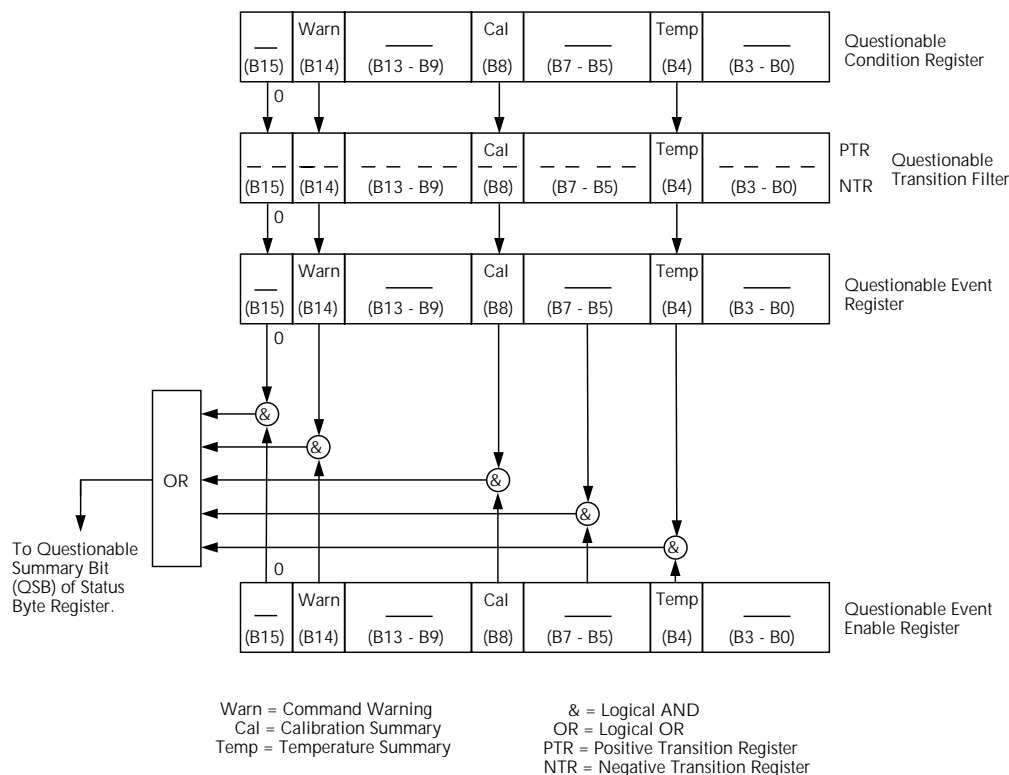 Warn Cal Temp
(B15) (B14) (B13 - B9) (B8) (B7 - B5) (B4) (B3 - B0)
Questionable
Condition Register
0
Cal Temp
(B15) (B14) (B13 - B9) (B8) (B7 - B5) (B4) (B3 - B0)
PTR
NTR
Questionable
Transition Filter
0
Warn Cal Temp
(B15) (B14) (B13 - B9) (B8) (B7 - B5) (B4) (B3 - B0)
Questionable Event
Register
0
&
&
&
&
&
OR
To Questionable
Summary Bit
(QSB) of Status
Byte Register.
0
Warn Cal Temp
(B15) (B14) (B13 - B9) (B8) (B7 - B5) (B4) (B3 - B0)
Questionable Event
Enable Register
Warn = Command Warning
Cal = Calibration Summary
Temp = Temperature Summary
& = Logical AND
OR = Logical OR
PTR = Positive Transition Register
NTR = Negative Transition Register